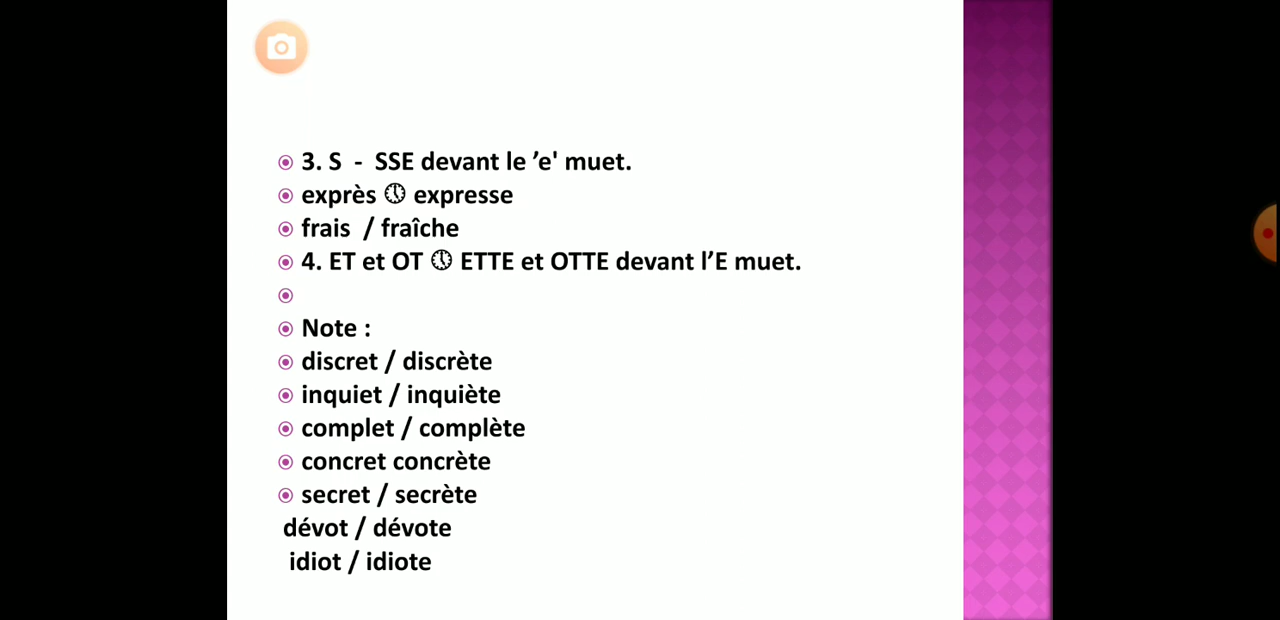 3. S - SSE devant le ’e' muet.
exprès 🕔 expresse
frais / fraîche
4. ET et OT 🕔 ETTE et OTTE devant l’E muet.
Note :
discret / discrète
inquiet / inquiète
complet / complète
concret concrète
secret / secrète
dévot / dévote
idiot / idiote